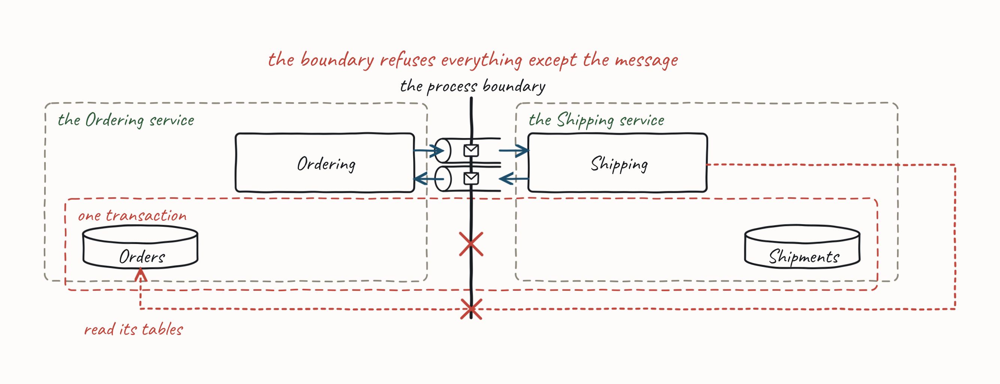 the boundary refuses everything except the message
the process boundary
the Ordering service
the Shipping service
Ordering
Shipping
one transaction
Orders
Shipments
read its tables